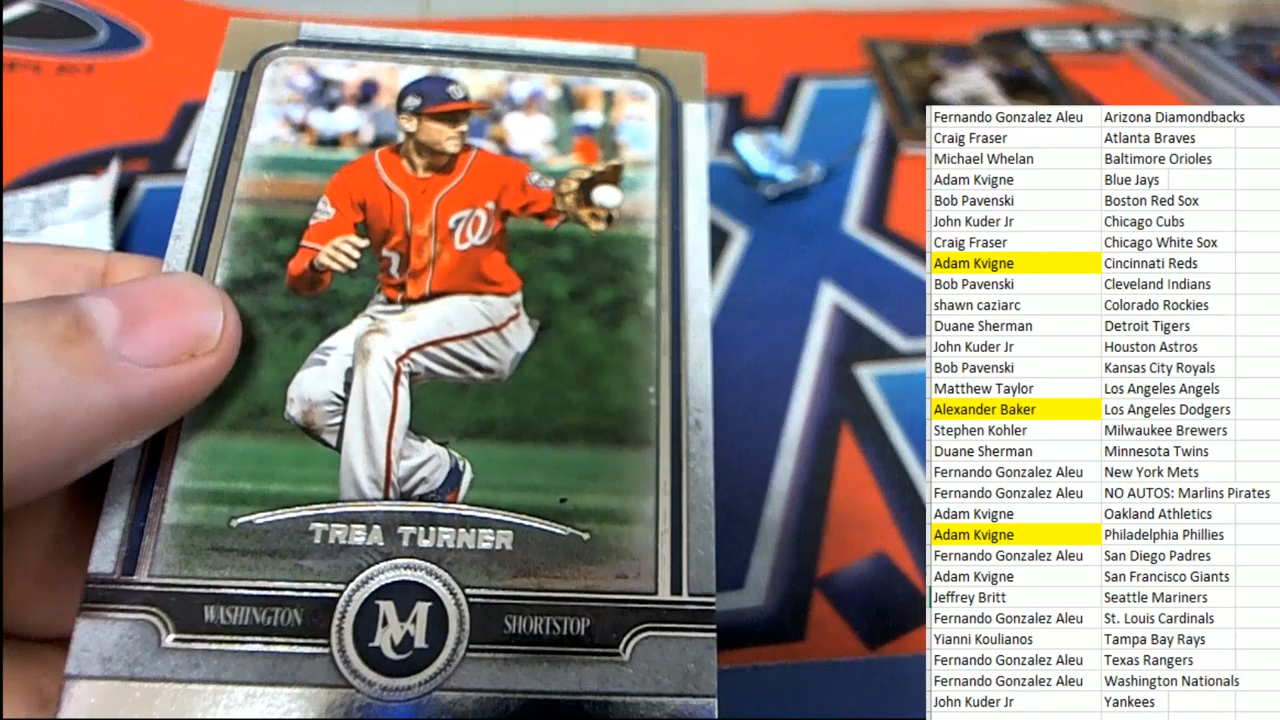 TREA TURNER
WASHINGTON
MC
SHORTSTOP
W
Fernando Gonzalez Aleu Arizona Diamondbacks
Craig Fraser Atlanta Braves
Michael Whelan Baltimore Orioles
Adam Kvigne Blue Jays
Bob Pavenski Boston Red Sox
John Kuder Jr Chicago Cubs
Craig Fraser Chicago White Sox
Adam Kvigne Cincinnati Reds
Bob Pavenski Cleveland Indians
shawn caziarc Colorado Rockies
Duane Sherman Detroit Tigers
John Kuder Jr Houston Astros
Bob Pavenski Kansas City Royals
Matthew Taylor Los Angeles Angels
Alexander Baker Los Angeles Dodgers
Stephen Kohler Milwaukee Brewers
Duane Sherman Minnesota Twins
Fernando Gonzalez Aleu New York Mets
Fernando Gonzalez Aleu NO AUTOS: Marlins Pirates
Adam Kvigne Oakland Athletics
Adam Kvigne Philadelphia Phillies
Fernando Gonzalez Aleu San Diego Padres
Adam Kvigne San Francisco Giants
Jeffrey Britt Seattle Mariners
Fernando Gonzalez Aleu St. Louis Cardinals
Yianni Koulianos Tampa Bay Rays
Fernando Gonzalez Aleu Texas Rangers
Fernando Gonzalez Aleu Washington Nationals
John Kuder Jr Yankees